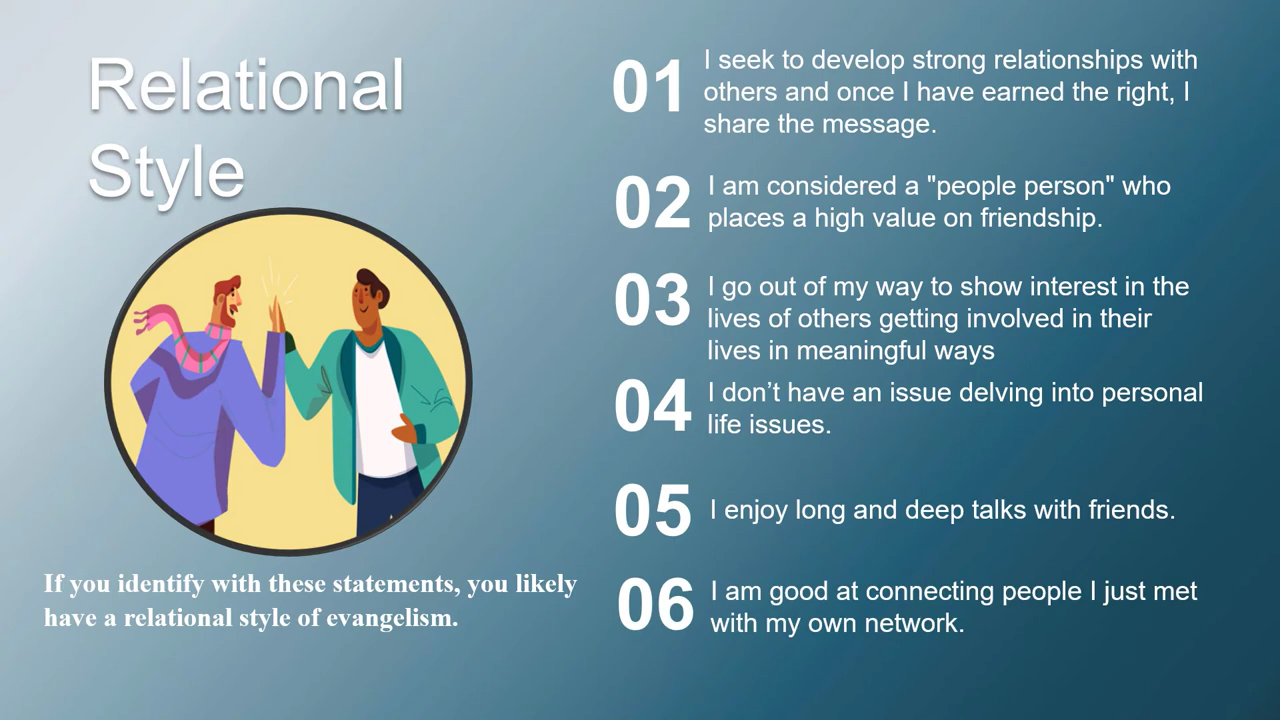 Relational
Style
If you identify with these statements, you likely
have a relational style of evangelism.
01
I seek to develop strong relationships with
others and once I have earned the right, I
share the message.
02
I am considered a "people person" who
places a high value on friendship.
03
I go out of my way to show interest in the
lives of others getting involved in their
lives in meaningful ways
04
I don’t have an issue delving into personal
life issues.
05
I enjoy long and deep talks with friends.
06
I am good at connecting people I just met
with my own network.